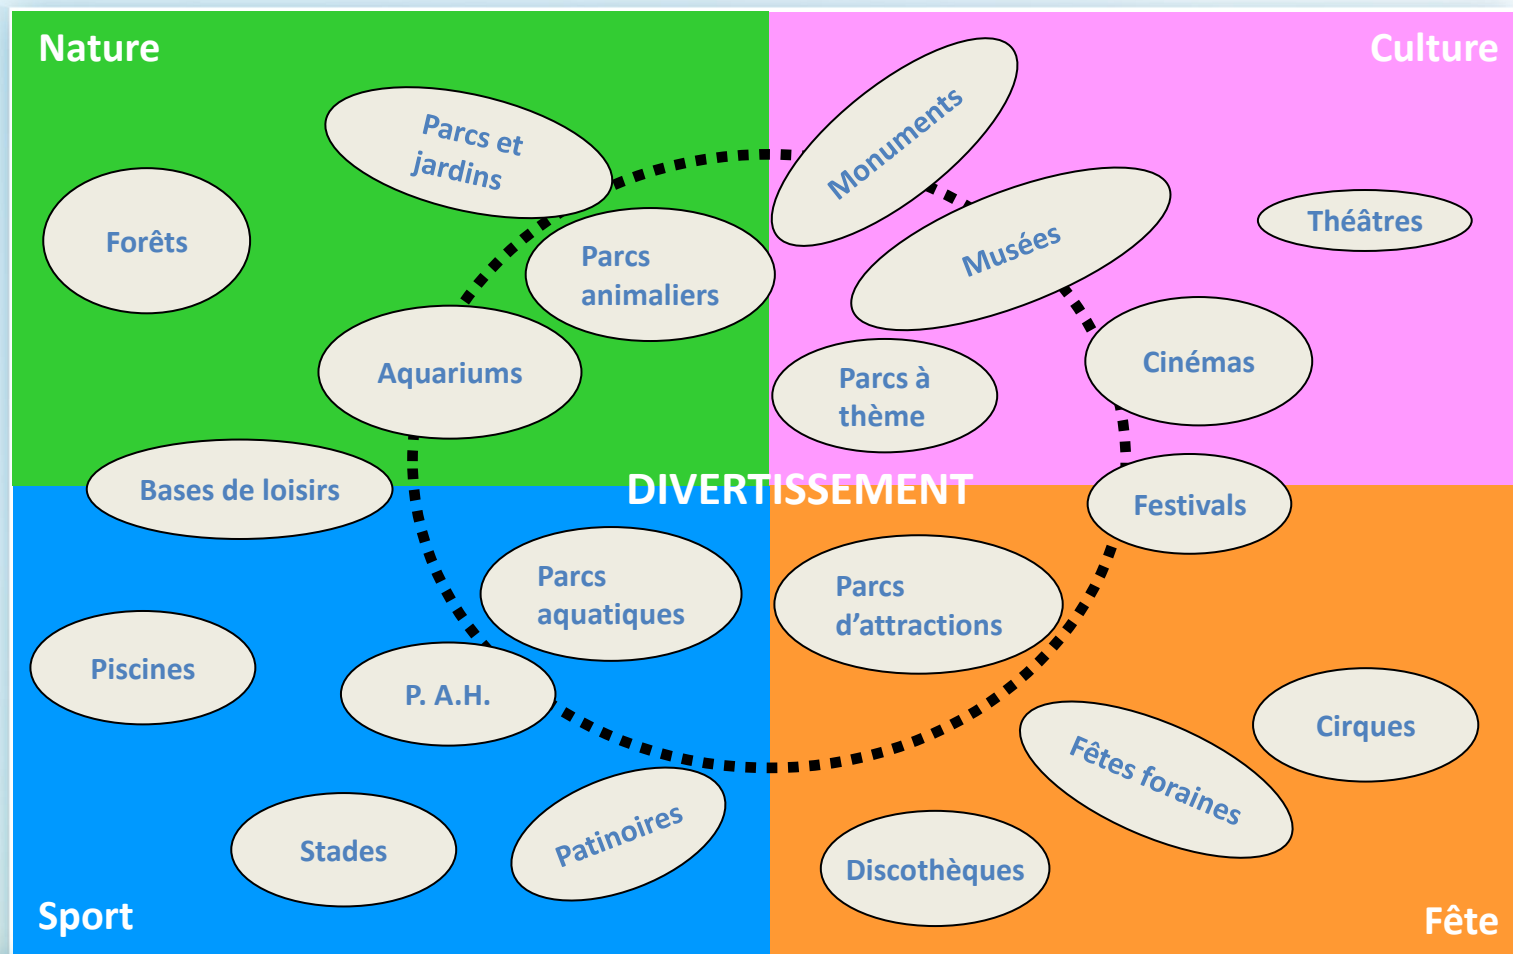 Nature
Culture
Parcs et
jardins
Monuments
Forêts
Parcs
animaliers
Musées
Théâtres
Aquariums
Parcs à
thème
Cinémas
Bases de loisirs
DIVERTISSEMENT
Festivals
Parcs
aquatiques
Parcs
d’attractions
Piscines
P. A.H.
Cirques
Fêtes foraines
Stades
Patinoires
Discothèques
Sport
Fête